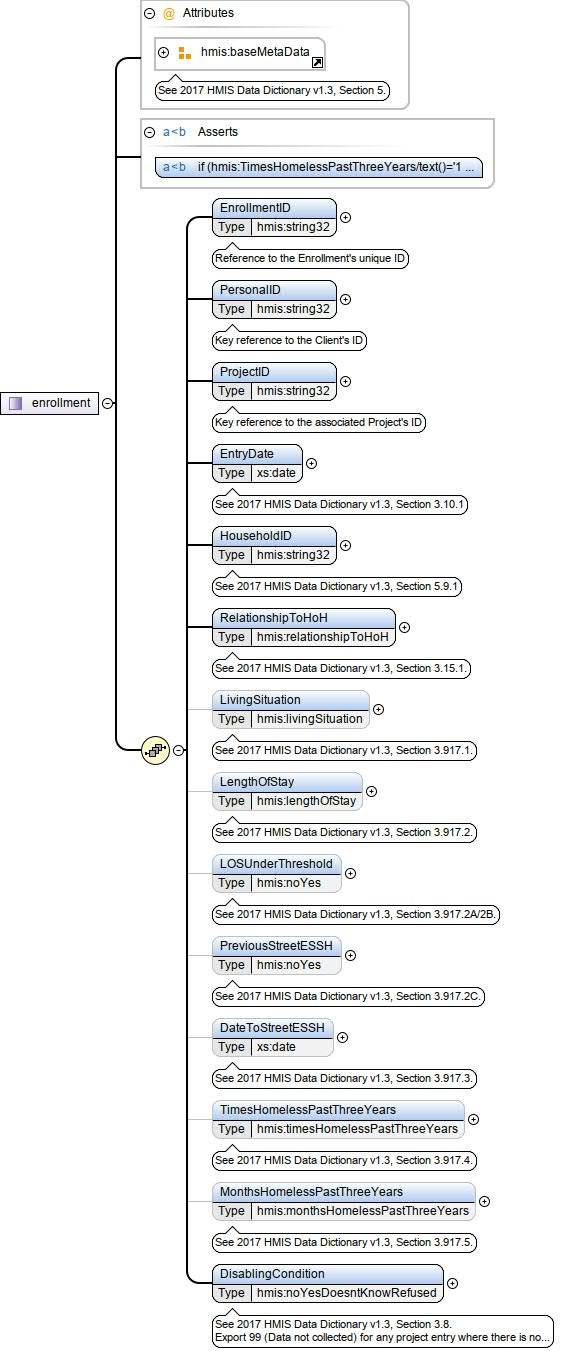 @ Attributes
hmis:baseMetaData
See 2017 HMIS Data Dictionary v1.3, Section 5.
a<b Asserts
a<b if (hmis:TimesHomelessPastThreeYears/text()='1 ...
EnrollmentID
Type hmis:string32
Reference to the Enrollment's unique ID
PersonalID
Type hmis:string32
Key reference to the Client's ID
ProjectID
Type hmis:string32
Key reference to the associated Project's ID
enrollment
EntryDate
Type xs:date
See 2017 HMIS Data Dictionary v1.3, Section 3.10.1
HouseholdID
Type hmis:string32
See 2017 HMIS Data Dictionary v1.3, Section 5.9.1
RelationshipToHoH
Type hmis:relationshipToHoH
See 2017 HMIS Data Dictionary v1.3, Section 3.15.1.
LivingSituation
Type hmis:livingSituation
See 2017 HMIS Data Dictionary v1.3, Section 3.917.1.
LengthOfStay
Type hmis:lengthOfStay
See 2017 HMIS Data Dictionary v1.3, Section 3.917.2.
LOSUnderThreshold
Type hmis:noYes
See 2017 HMIS Data Dictionary v1.3, Section 3.917.2A/2B.
PreviousStreetESSH
Type hmis:noYes
See 2017 HMIS Data Dictionary v1.3, Section 3.917.2C.
DateToStreetESSH
Type xs:date
See 2017 HMIS Data Dictionary v1.3, Section 3.917.3.
TimesHomelessPastThreeYears
Type hmis:timesHomelessPastThreeYears
See 2017 HMIS Data Dictionary v1.3, Section 3.917.4.
MonthsHomelessPastThreeYears
Type hmis:monthsHomelessPastThreeYears
See 2017 HMIS Data Dictionary v1.3, Section 3.917.5.
DisablingCondition
Type hmis:noYesDoesntKnowRefused
See 2017 HMIS Data Dictionary v1.3, Section 3.8.
Export 99 (Data not collected) for any project entry where there is no...